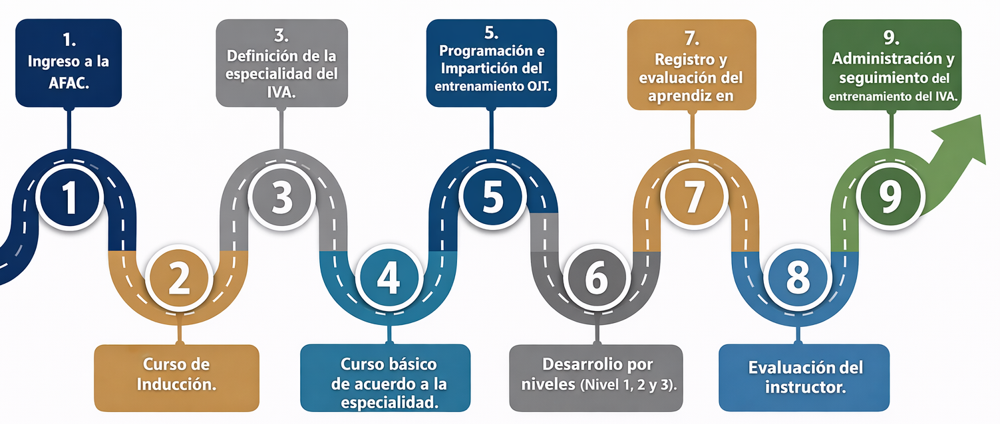 1.
Ingreso a la
AFAC.
1
2
Curso de
Inducción.
3.
Definición de la
especialidad del
IVA.
3
4
Curso básico
de acuerdo a la
especialidad.
5.
Programación e
Impartición del
entrenamiento OJT.
5
6
Desarrolio por
niveles (Nivel 1, 2 y 3).
7.
Registro y
evaluación del
aprendiz en
7
8
Evaluación del
instructor.
9.
Administración y
seguimiento del
entrenamiento del IVA.
9